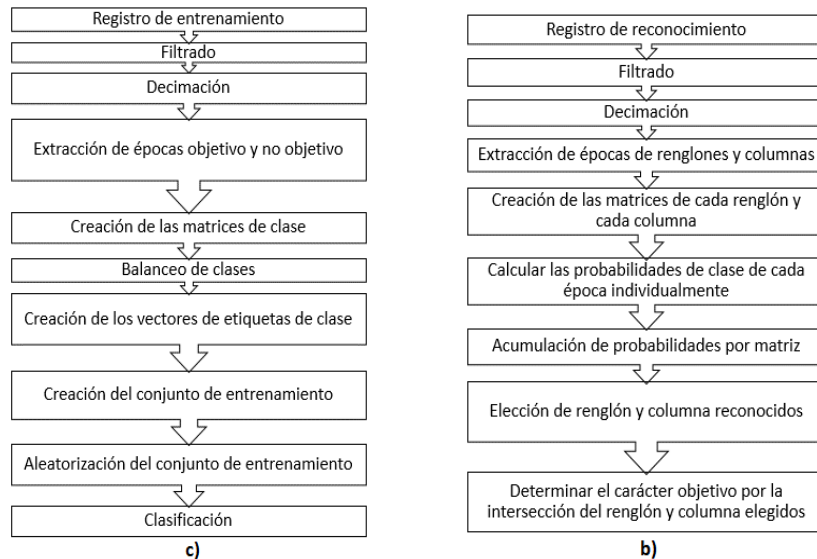 Registro de entrenamiento
Filtrado
Decimación
Extracción de épocas objetivo y no objetivo
Creación de las matrices de clase
Balanceo de clases
Creación de los vectores de etiquetas de clase
Creación del conjunto de entrenamiento
Aleatorización del conjunto de entrenamiento
Clasificación
c)
Registro de reconocimiento
Filtrado
Decimación
Extracción de épocas de renglones y columnas
Creación de las matrices de cada renglón y
cada columna
Calcular las probabilidades de clase de cada
época individualmente
Acumulación de probabilidades por matriz
Elección de renglón y columna reconocidos
Determinar el carácter objetivo por la
intersección del renglón y columna elegidos
b)